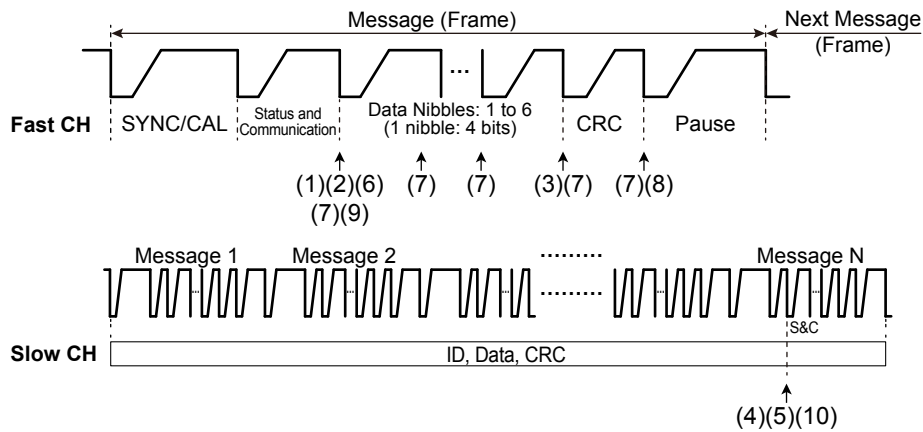 Message (Frame)
Next Message
(Frame)
...
Fast CH
SYNC/CAL
Status and
Communication
Data Nibbles: 1 to 6
(1 nibble: 4 bits)
CRC
Pause
(1)(2)(6)
(7)(9)
(7)
(7)
(3)(7)
(7)(8)
Message 1
Message 2
Message N
S&C
Slow CH
ID, Data, CRC
(4)(5)(10)